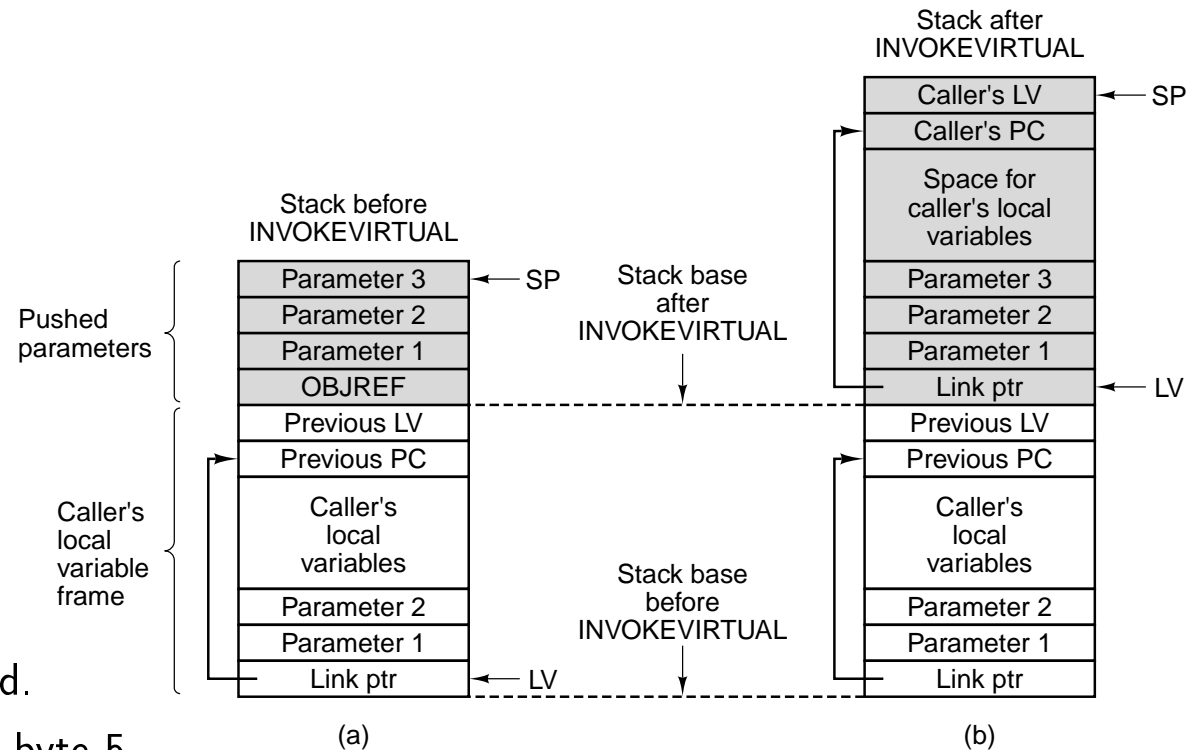 Stack after
INVOKEVIRTUAL
Caller's LV
SP
Caller's PC
Space for
caller's local
variables
Stack before
INVOKEVIRTUAL
Parameter 3
SP
Stack base
after
INVOKEVIRTUAL
Parameter 3
Pushed
parameters
Parameter 2
Parameter 2
Parameter 1
Parameter 1
OBJREF
Link ptr
LV
Previous LV
Previous LV
Previous PC
Previous PC
Caller's
local
variable
frame
Caller's
local
variables
Caller's
local
variables
Stack base
before
INVOKEVIRTUAL
Parameter 2
Parameter 2
Parameter 1
Parameter 1
d.
Link ptr
LV
Link ptr
byte 5
(a)
(b)